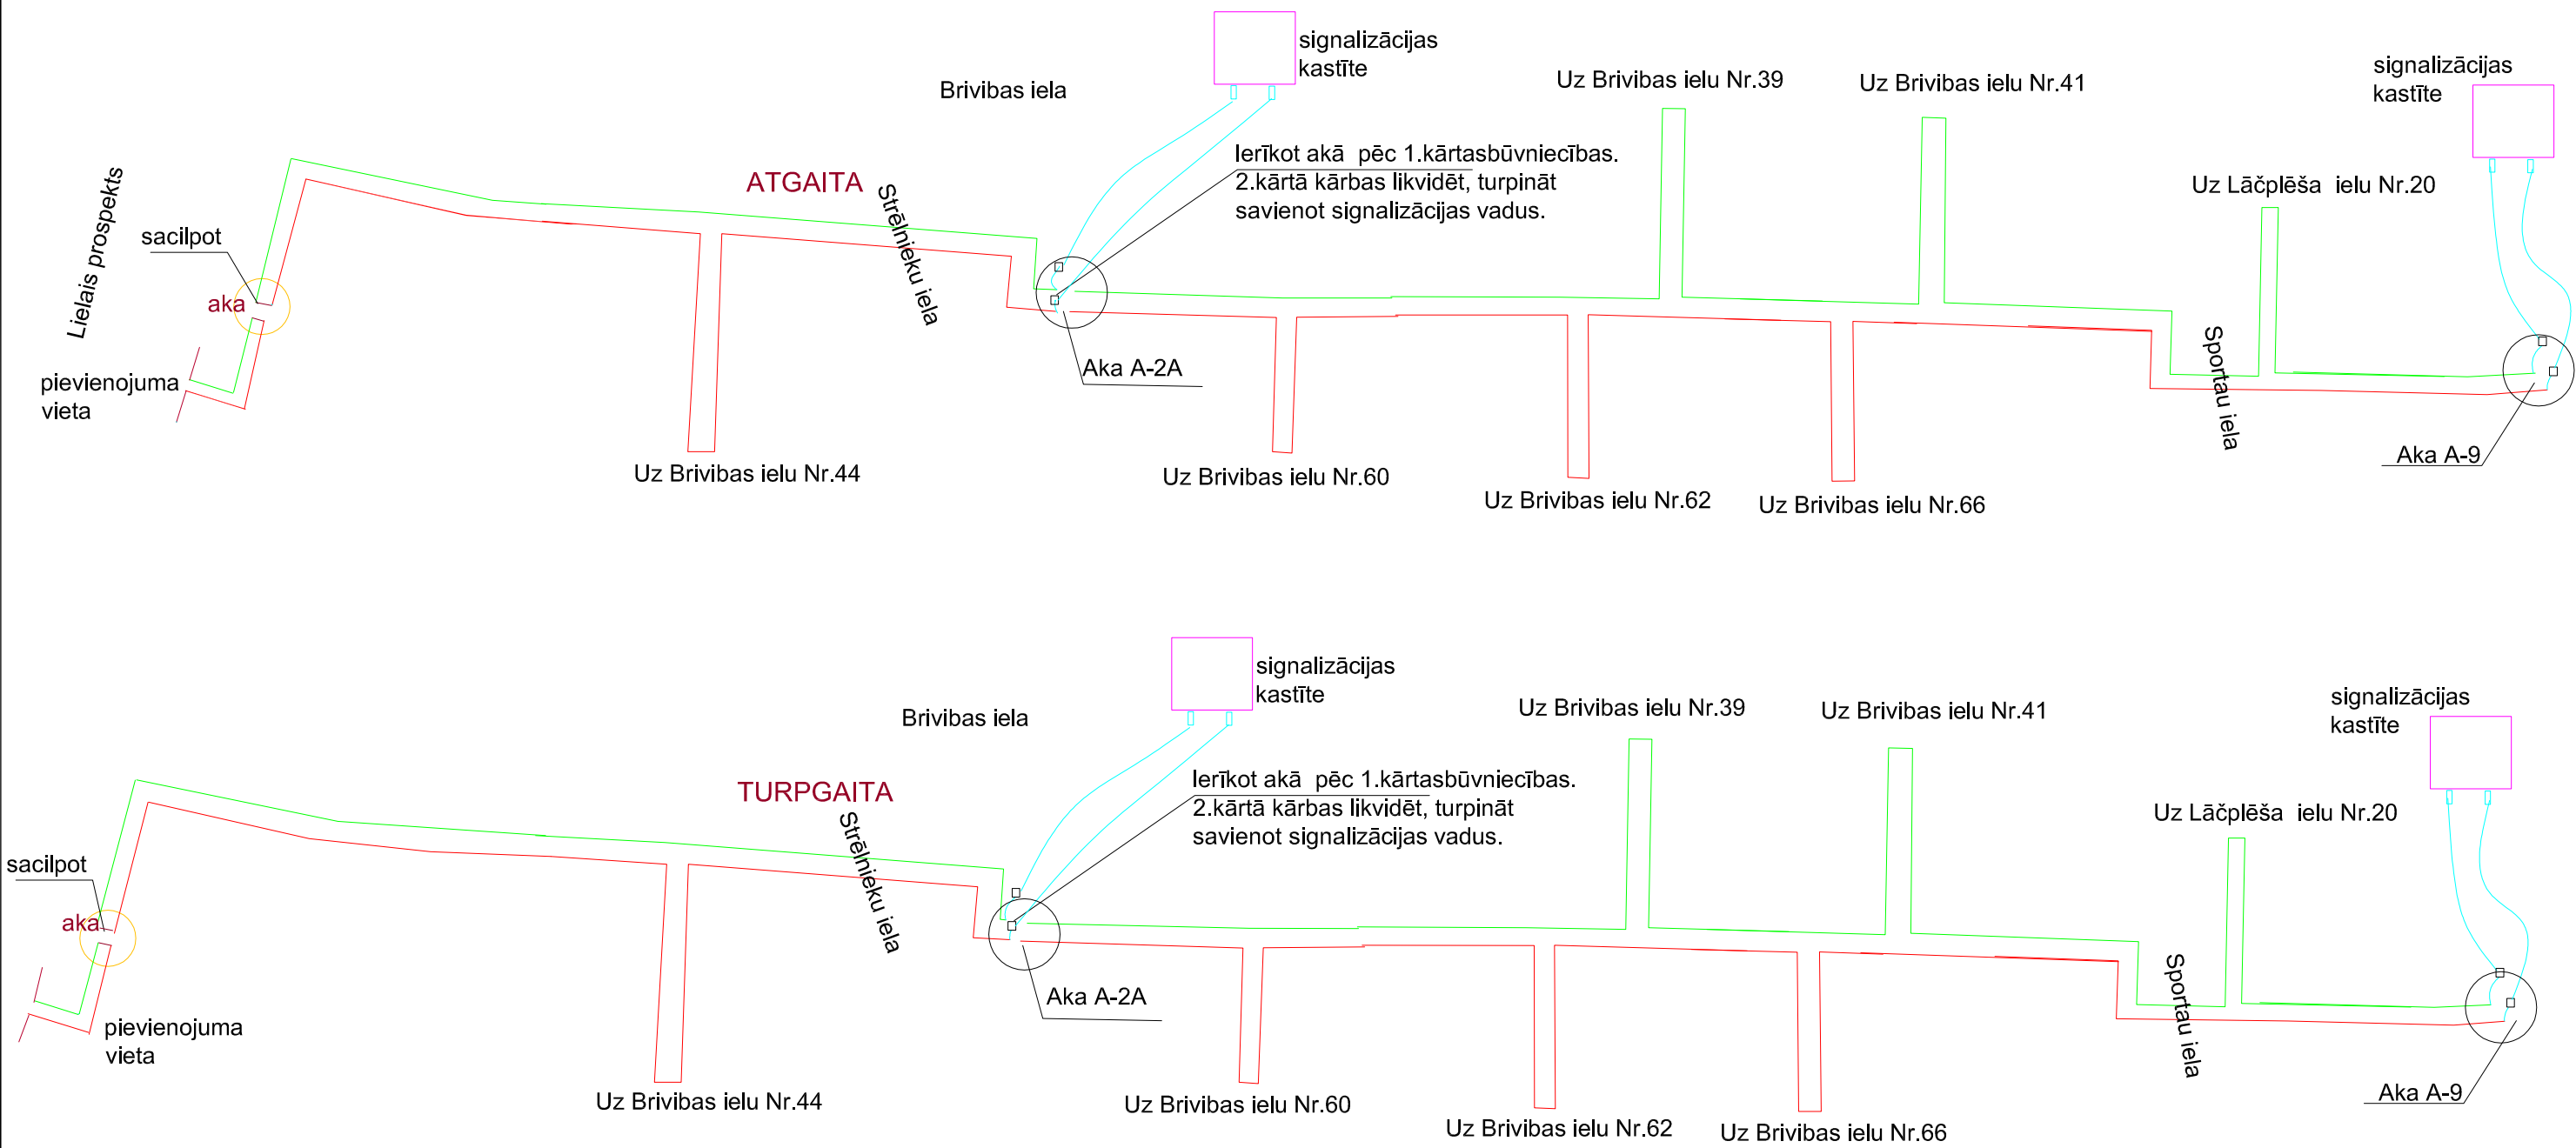 signalizācijas
kastīte
Brivibas iela
Uz Brivibas ielu Nr.39
Uz Brivibas ielu Nr.41
signalizācijas
kastīte
Ierīkot akā  pēc 1.kārtasbūvniecības.
2.kārtā kārbas likvidēt, turpināt
savienot signalizācijas vadus.
ATGAITA
Strēlnieku iela
Uz Lāčplēša  ielu Nr.20
Lielais prospekts
sacilpot
aka
pievienojuma
vieta
Aka A-2A
Sportau iela
Aka A-9
Uz Brivibas ielu Nr.44
Uz Brivibas ielu Nr.60
Uz Brivibas ielu Nr.62
Uz Brivibas ielu Nr.66
signalizācijas
kastīte
Brivibas iela
Uz Brivibas ielu Nr.39
Uz Brivibas ielu Nr.41
signalizācijas
kastīte
Ierīkot akā  pēc 1.kārtasbūvniecības.
2.kārtā kārbas likvidēt, turpināt
savienot signalizācijas vadus.
TURPGAITA
Strēlnieku iela
Uz Lāčplēša  ielu Nr.20
sacilpot
aka
pievienojuma
vieta
Aka A-2A
Sportau iela
Aka A-9
Uz Brivibas ielu Nr.44
Uz Brivibas ielu Nr.60
Uz Brivibas ielu Nr.62
Uz Brivibas ielu Nr.66